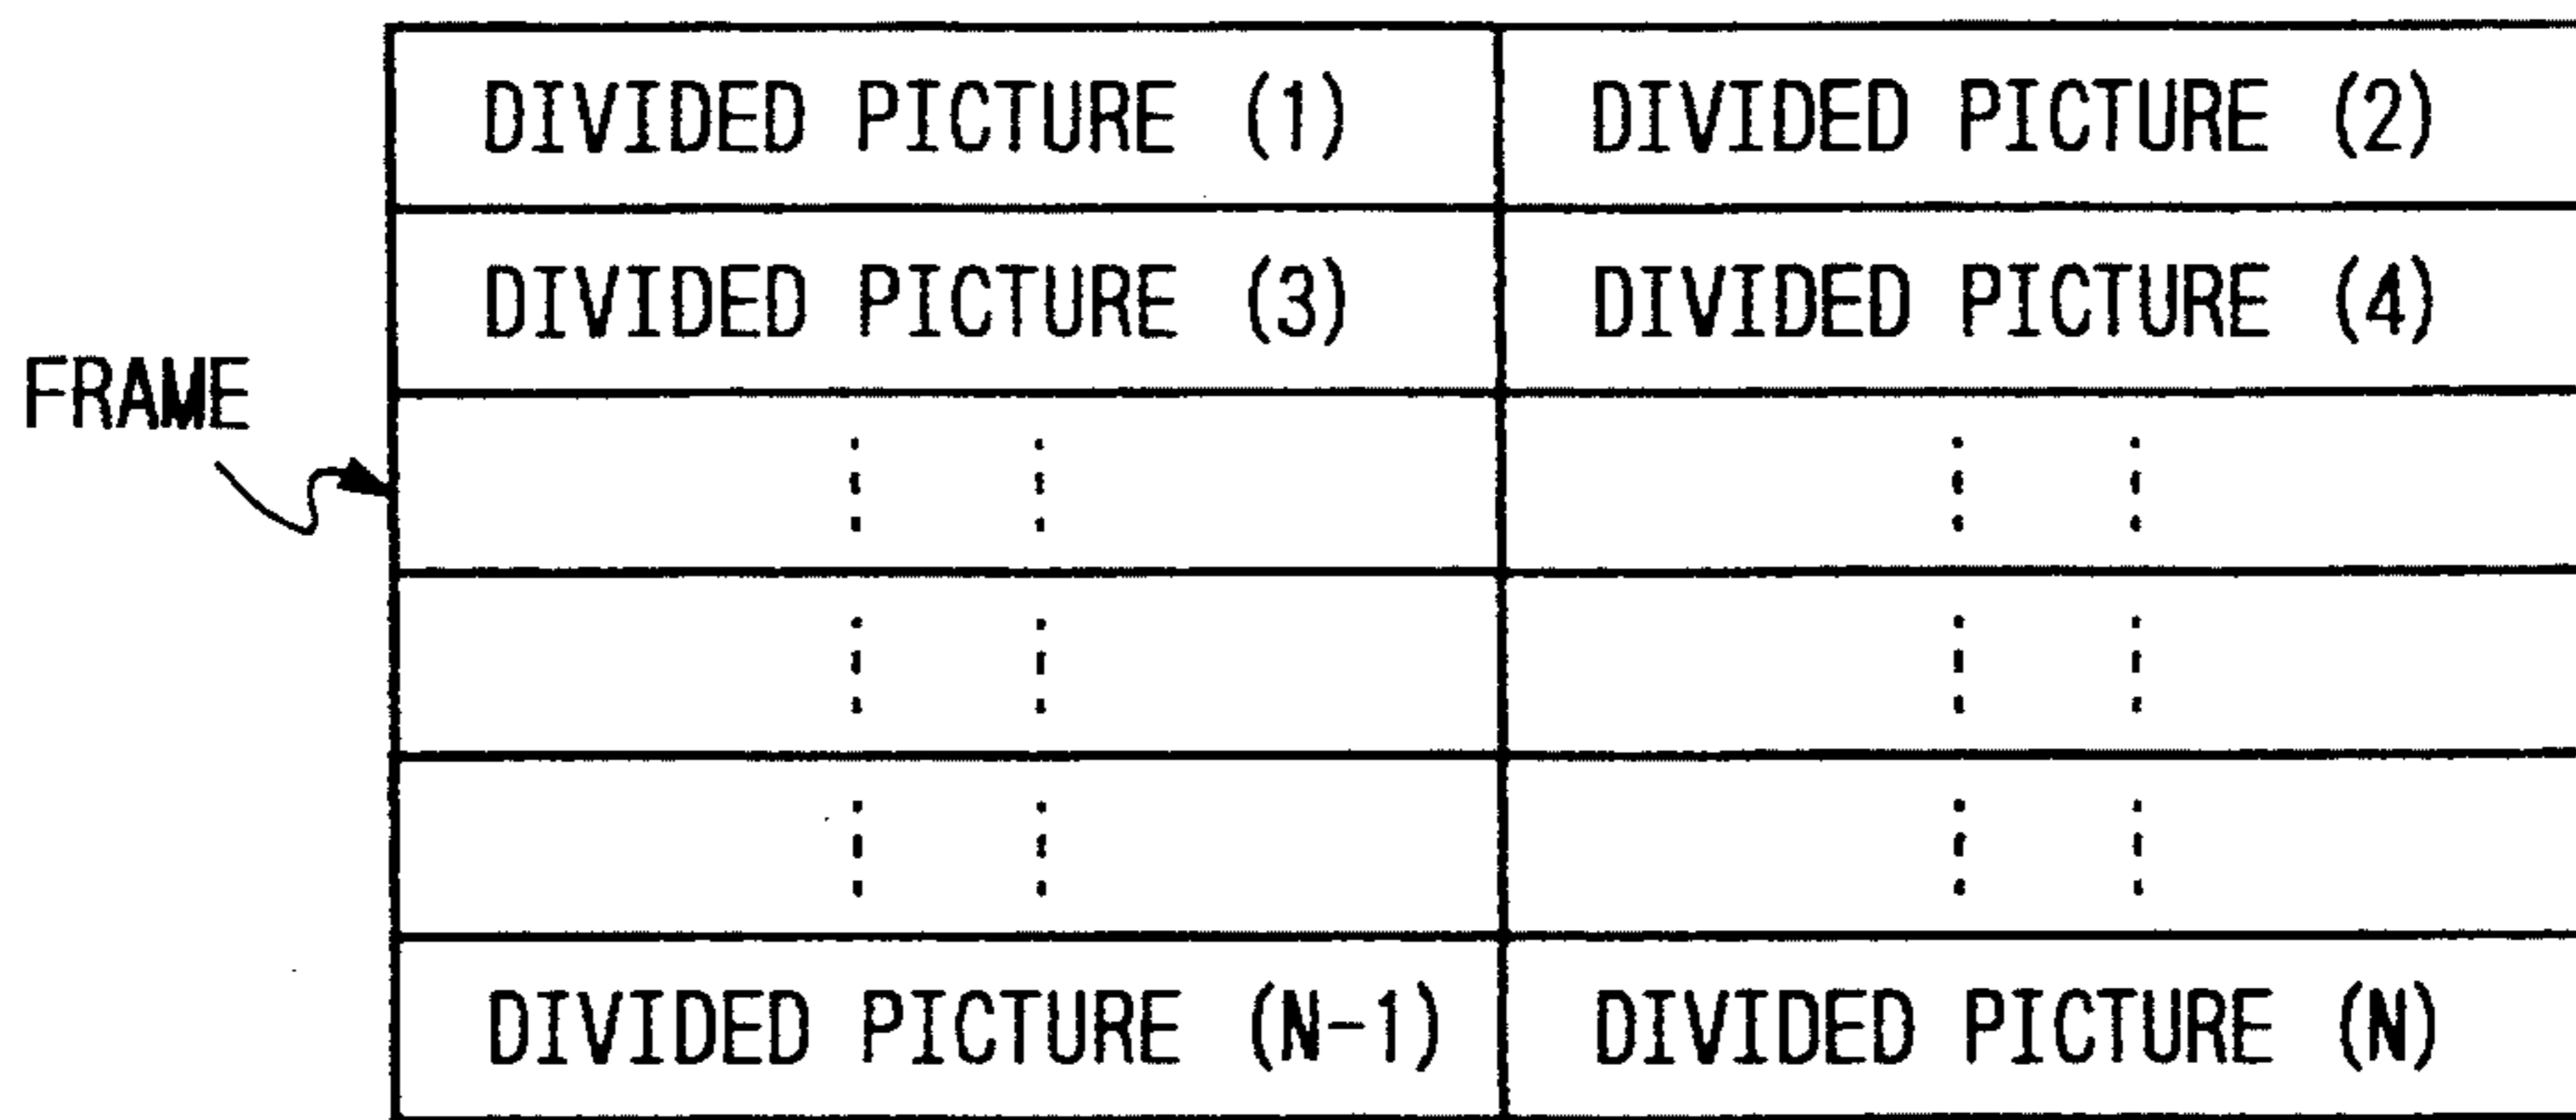 DIVIDED PICTURE (1) DIVIDED PICTURE (2)
DIVIDED PICTURE (3) DIVIDED PICTURE (4)
FRAME
DIVIDED PICTURE (N-1) DIVIDED PICTURE (N)